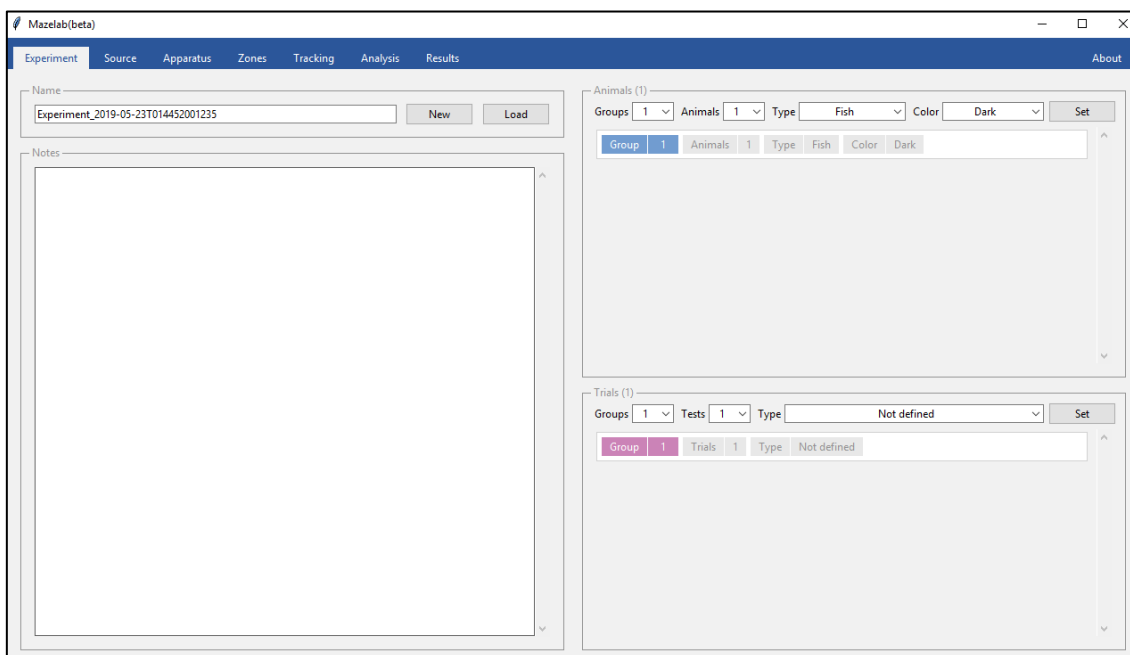 Mazelab(beta)
Experiment Source Apparatus Zones Tracking Analysis Results About
Name
Experiment_2019-05-23T014452001235 New Load
Notes
Animals (1)
Groups 1 Animals 1 Type Fish Color Dark Set
Group 1 Animals 1 Type Fish Color Dark
Trials (1)
Groups 1 Tests 1 Type Not defined Set
Group 1 Trials 1 Type Not defined